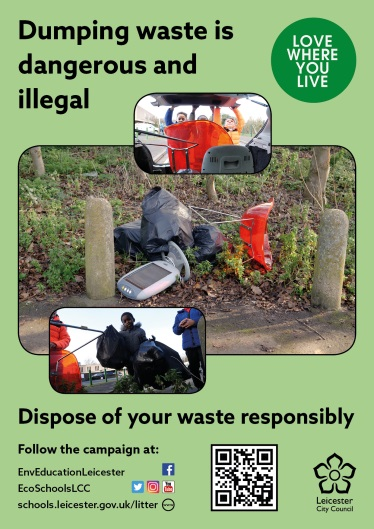 Dumping waste is
dangerous and
illegal
LOVE
WHERE
YOU
LIVE
Dispose of your waste responsibly
Follow the campaign at:
EnvEducationLeicester
EcoSchoolsLCC
schools.leicester.gov.uk/litter
Leicester
City Council